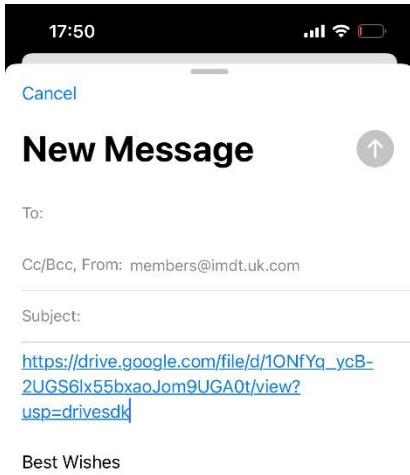 17:50
Cancel
New Message
To:
Cc/Bcc, From: members@imdt.uk.com
Subject:
https://drive.google.com/file/d/1ONfYq_ycB-
2UGS6lx55bxaoJom9UGA0t/view?
usp=drivesdk
Best Wishes